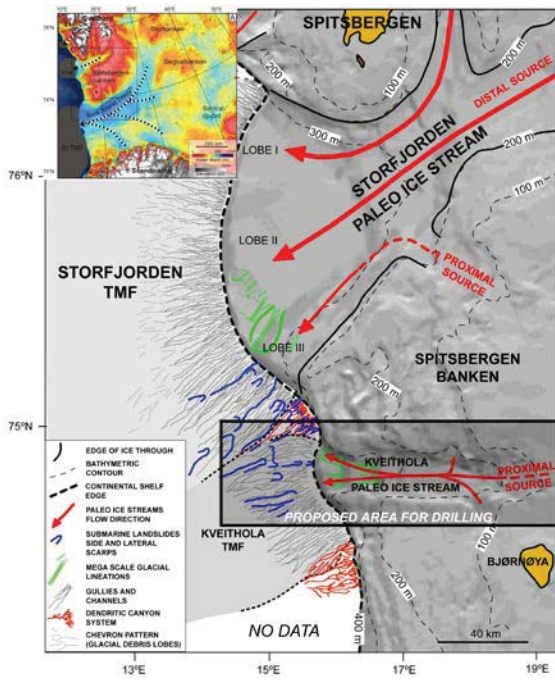 SPITSBERGEN
200 m
100 m
200 m
300 m
DISTAL SOURCE
200 m
100 m
LOBE I
STORFJORDEN
PALEO ICE STREAM
76°N
LOBE II
STORFJORDEN
TMF
PROXIMAL
SOURCE
LOBE III
SPITSBERGEN
BANKEN
200 m
75°N
KVEITHOLA
PALEO ICE STREAM
PROXIMAL
SOURCE
PROPOSED AREA FOR DRILLING
KVEITHOLA
TMF
100 m
BJØRNØYA
200 m
400 m
NO DATA
40 km
EDGE OF ICE THROUGH
BATHYMETRIC
CONTOUR
CONTINENTAL SHELF
EDGE
PALEO ICE STREAMS
FLOW DIRECTION
SUBMARINE LANDSLIDES
SIDE AND LATERAL
SCARPS
MEGA SCALE GLACIAL
LINEATIONS
GULLIES AND
CHANNELS
DENDRITIC CANYON
SYSTEM
CHEVRON PATTERN
(GLACIAL DEBRIS LOBES)
13°E
15°E
17°E
19°E